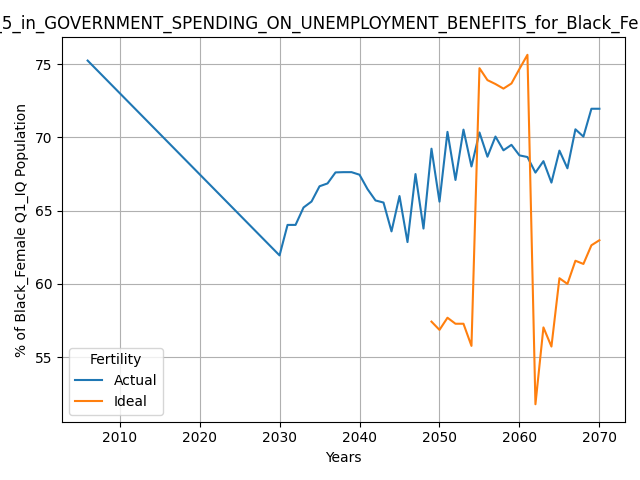 _5_in_GOVERNMENT_SPENDING_ON_UNEMPLOYMENT_BENEFITS_for_Black_Fe
% of Black_Female Q1_IQ Population
75
70
65
60
55
Fertility
Actual
Ideal
2010 2020 2030 2040 2050 2060 2070
Years